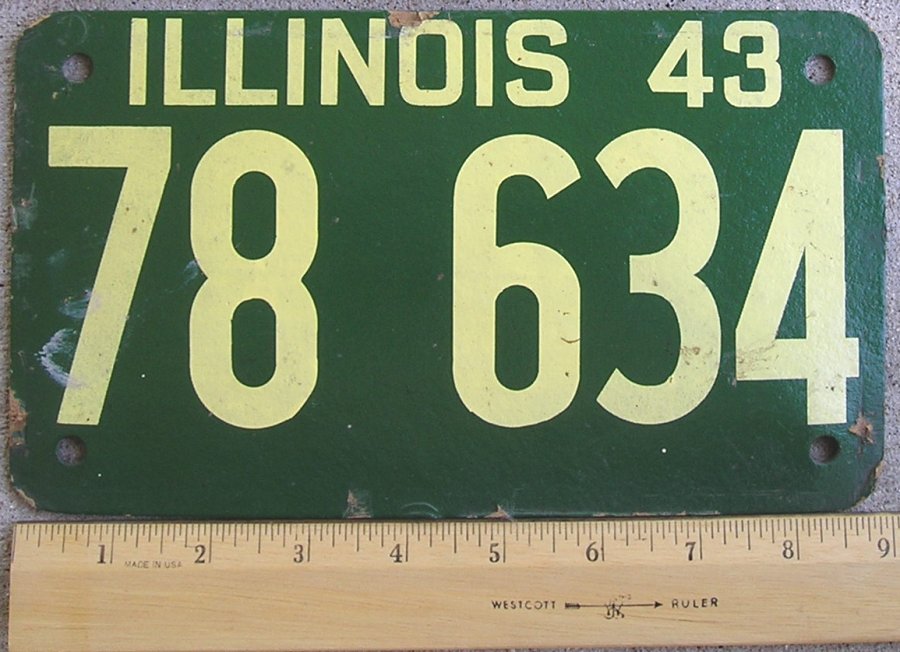 ILLINOIS 43
78 634
1 2 3 4 5 6 7 8 9
MADE IN USA
WESTCOTT RULER